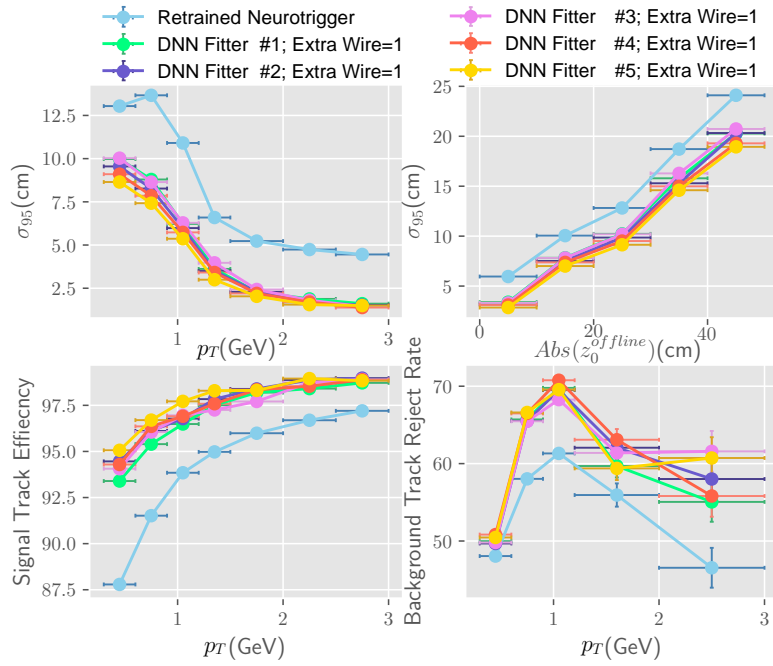 Retrained Neurotrigger
DNN Fitter #1; Extra Wire=1
DNN Fitter #2; Extra Wire=1
DNN Fitter #3; Extra Wire=1
DNN Fitter #4; Extra Wire=1
DNN Fitter #5; Extra Wire=1
12.5
10.0
7.5
5.0
2.5
σ95(cm)
1 2 3
pT(GeV)
25
20
15
10
5
σ95(cm)
0 20 40
Abs(z0^offline)(cm)
97.5
95.0
92.5
90.0
87.5
Signal Track Effiecncy
1 2 3
pT(GeV)
70
60
50
Background Track Reject Rate
1 2 3
pT(GeV)